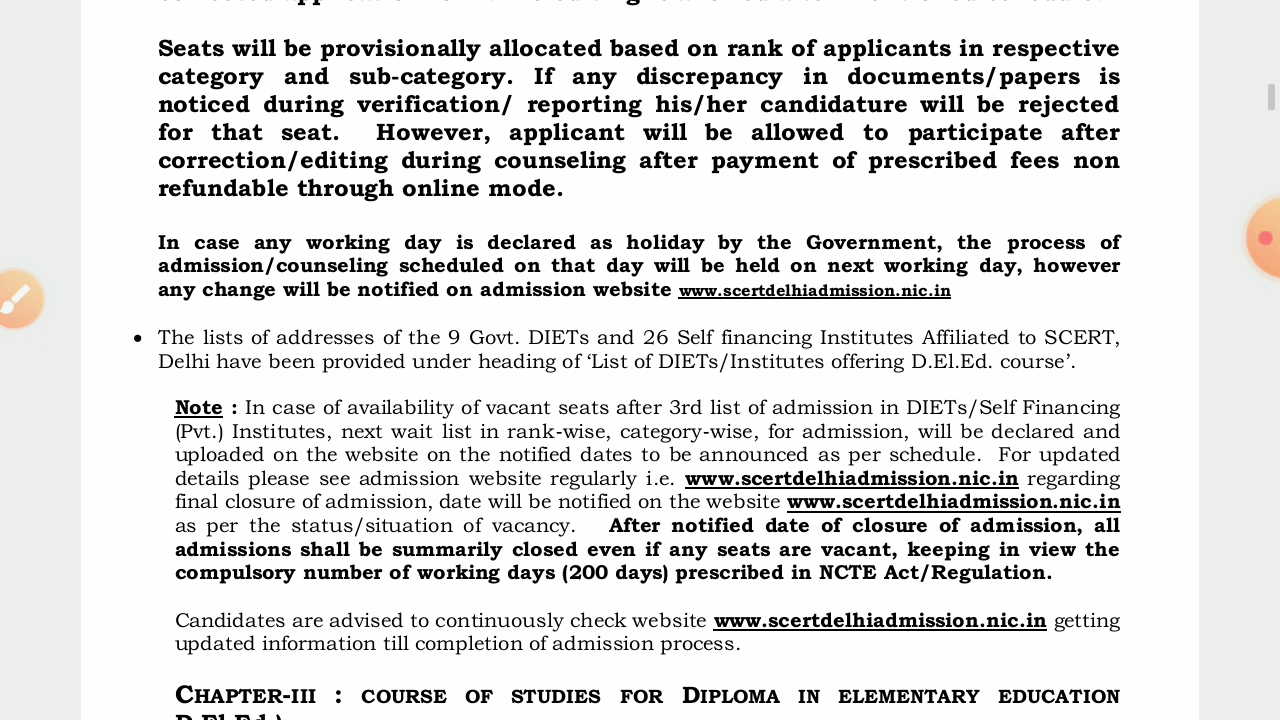 Seats will be provisionally allocated based on rank of applicants in respective
category and sub-category. If any discrepancy in documents/papers is
noticed during verification/ reporting his/her candidature will be rejected
for that seat. However, applicant will be allowed to participate after
correction/editing during counseling after payment of prescribed fees non
refundable through online mode.
In case any working day is declared as holiday by the Government, the process of
admission/counseling scheduled on that day will be held on next working day, however
any change will be notified on admission website www.scertdelhiadmission.nic.in
• The lists of addresses of the 9 Govt. DIETs and 26 Self financing Institutes Affiliated to SCERT,
Delhi have been provided under heading of ‘List of DIETs/Institutes offering D.El.Ed. course’.
Note : In case of availability of vacant seats after 3rd list of admission in DIETs/Self Financing
(Pvt.) Institutes, next wait list in rank-wise, category-wise, for admission, will be declared and
uploaded on the website on the notified dates to be announced as per schedule. For updated
details please see admission website regularly i.e. www.scertdelhiadmission.nic.in regarding
final closure of admission, date will be notified on the website www.scertdelhiadmission.nic.in
as per the status/situation of vacancy. After notified date of closure of admission, all
admissions shall be summarily closed even if any seats are vacant, keeping in view the
compulsory number of working days (200 days) prescribed in NCTE Act/Regulation.
Candidates are advised to continuously check website www.scertdelhiadmission.nic.in getting
updated information till completion of admission process.
CHAPTER-III : COURSE OF STUDIES FOR DIPLOMA IN ELEMENTARY EDUCATION
D.El.Ed.)